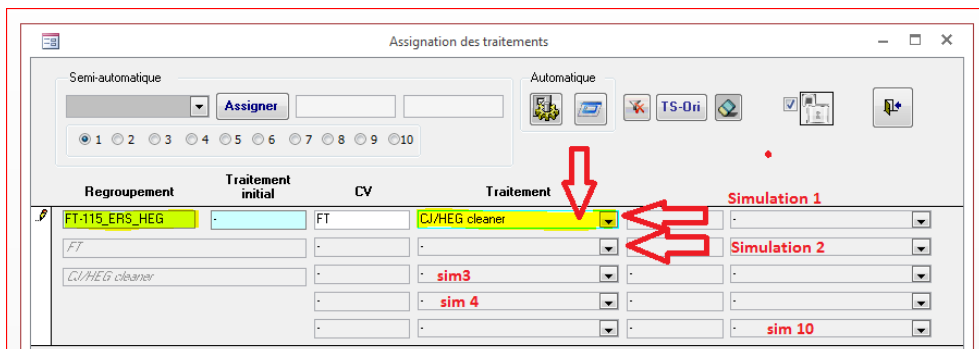 Assignation des traitements
Semi-automatique
Automatique
Assigner
TS-Ori
1 2 3 4 5 6 7 8 9 10
Regroupement
Traitement initial
CV
Traitement
Simulation 1
FT-115_ERS_HEG - FT CJ/HEG cleaner - -
FT - - - Simulation 2
CJ/HEG cleaner - - sim3 - -
- - sim 4 - -
- - - - sim 10